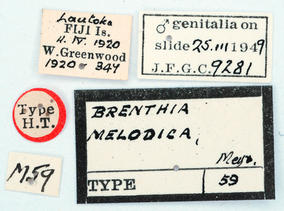 Lautoka
FIJI Is.
11. IV. 1920
W. Greenwood
1920 - 349
♂ genitalia on
slide 25.III 1949
J.F.G.C. 9281
Type
H.T.
M59
BRENTHIA
MELODICA,
Meyr.
TYPE 59